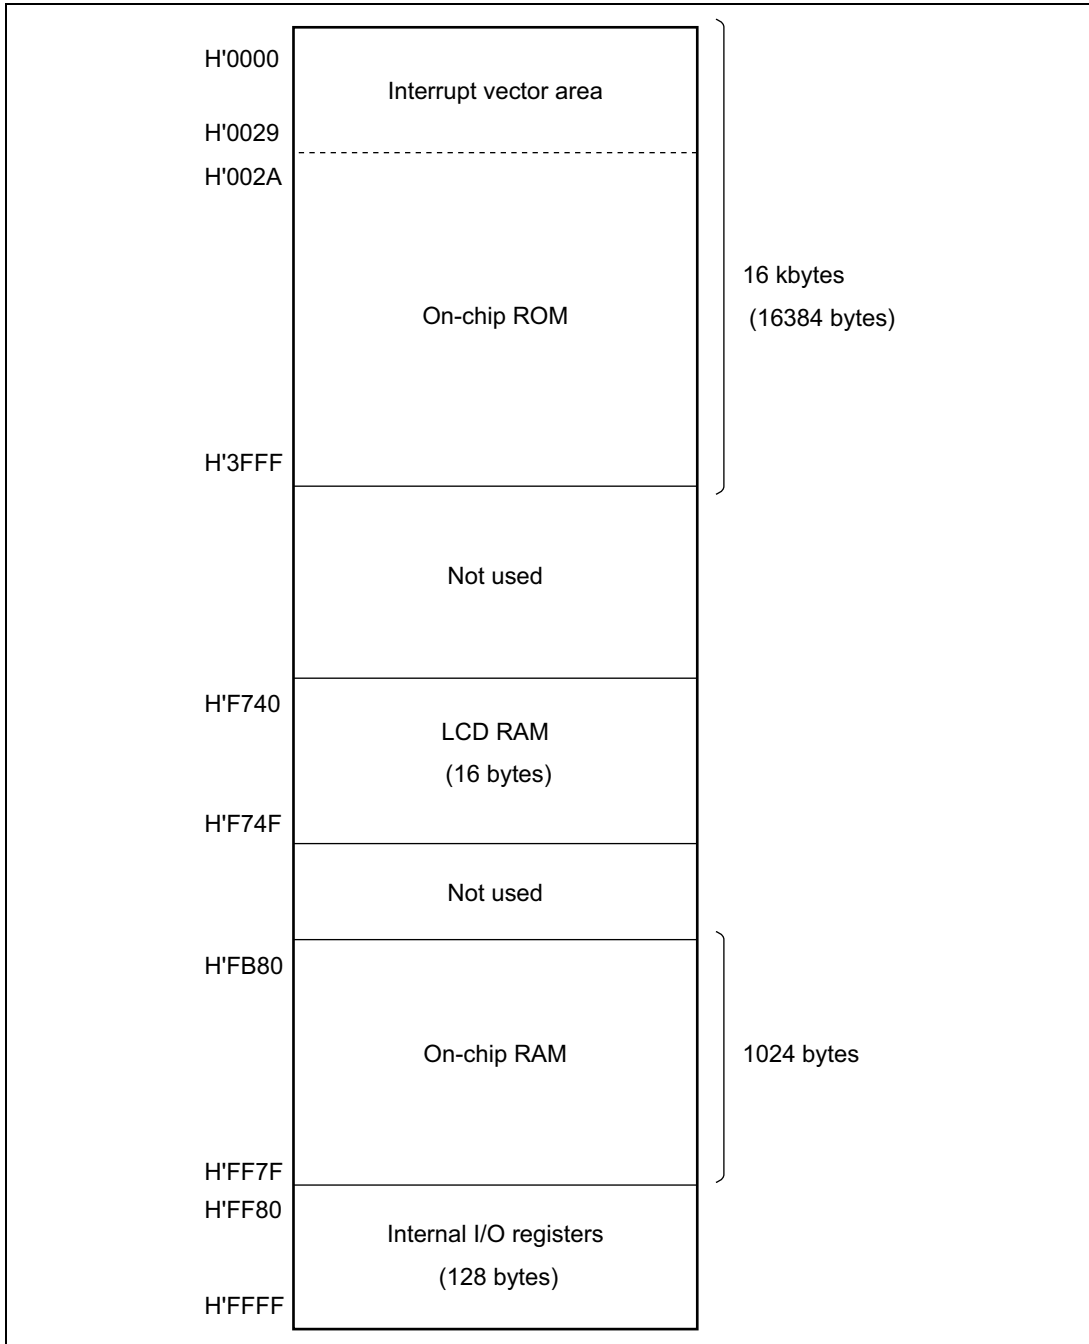 H'0000
Interrupt vector area
H'0029
H'002A
16 kbytes
On-chip ROM
(16384 bytes)
H'3FFF
Not used
H'F740
LCD RAM
(16 bytes)
H'F74F
Not used
H'FB80
On-chip RAM
1024 bytes
H'FF7F
H'FF80
Internal I/O registers
(128 bytes)
H'FFFF